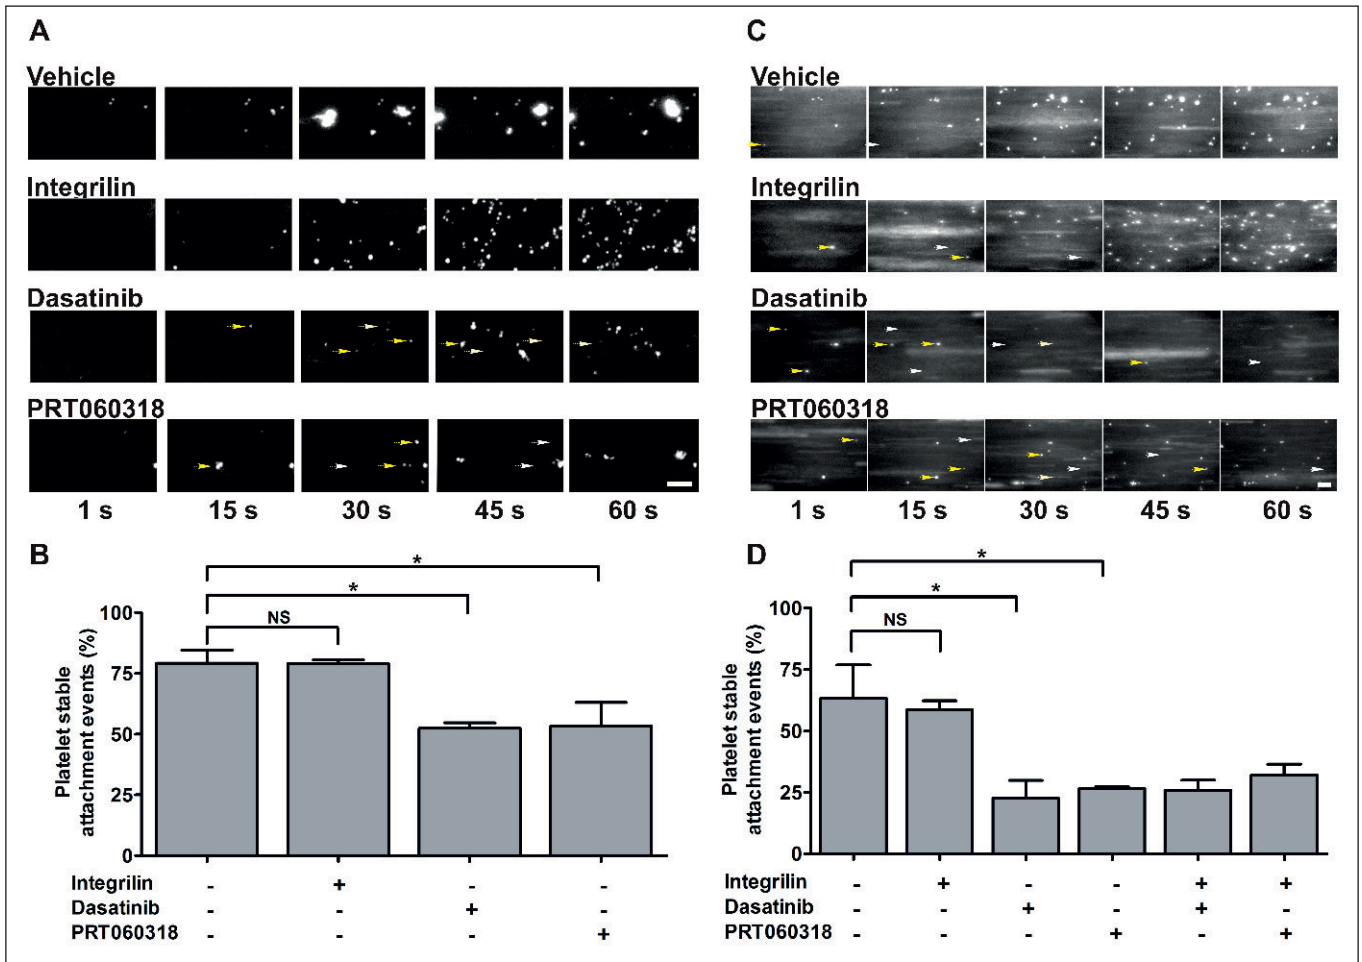 A
Vehicle
Integrilin
Dasatinib
PRT060318
1 s 15 s 30 s 45 s 60 s
B
*
*
NS
Platelet stable
attachment events (%)
100
75
50
25
0
Integrilin - + - -
Dasatinib - - + -
PRT060318 - - - +
C
Vehicle
Integrilin
Dasatinib
PRT060318
1 s 15 s 30 s 45 s 60 s
D
*
*
NS
Platelet stable
attachment events (%)
100
75
50
25
0
Integrilin - + - - + +
Dasatinib - - + - + -
PRT060318 - - - + - +